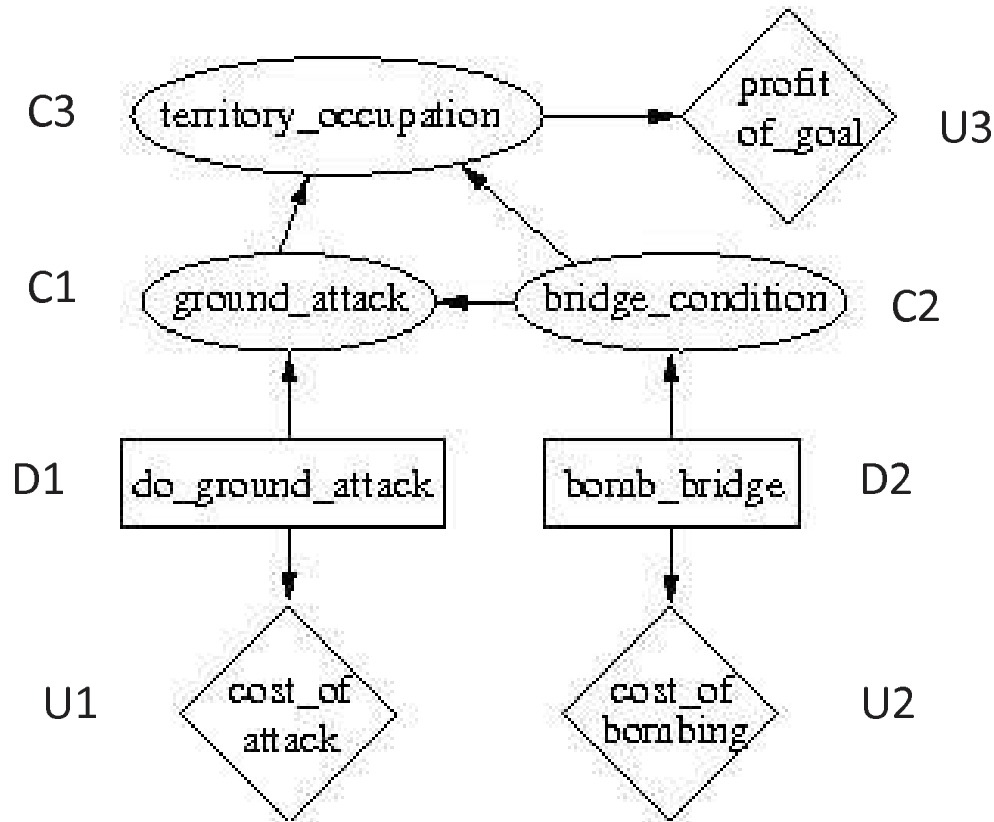 C3
territory_occupation
profit
of_goal
U3
C1
ground_attack
bridge_condition
C2
D1
do_ground_attack
bomb_bridge
D2
U1
cost_of
attack
cost_of
bombing
U2